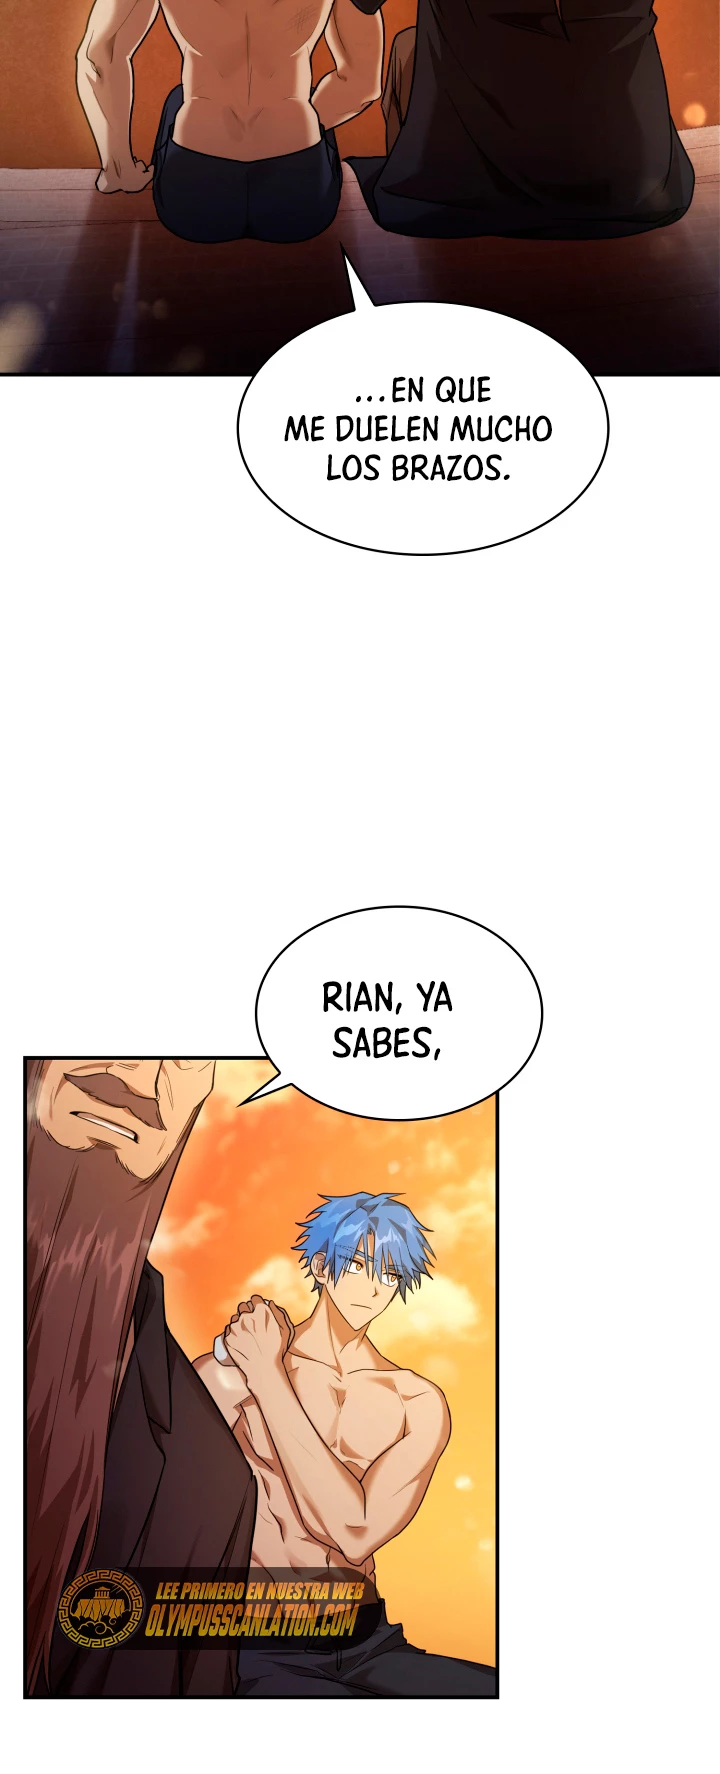 ...EN QUE
ME DUELEN MUCHO
LOS BRAZOS.
RIAN, YA
SABES,
LEE PRIMERO EN NUESTRA WEB
OLYMPUSSCANLATION.COM